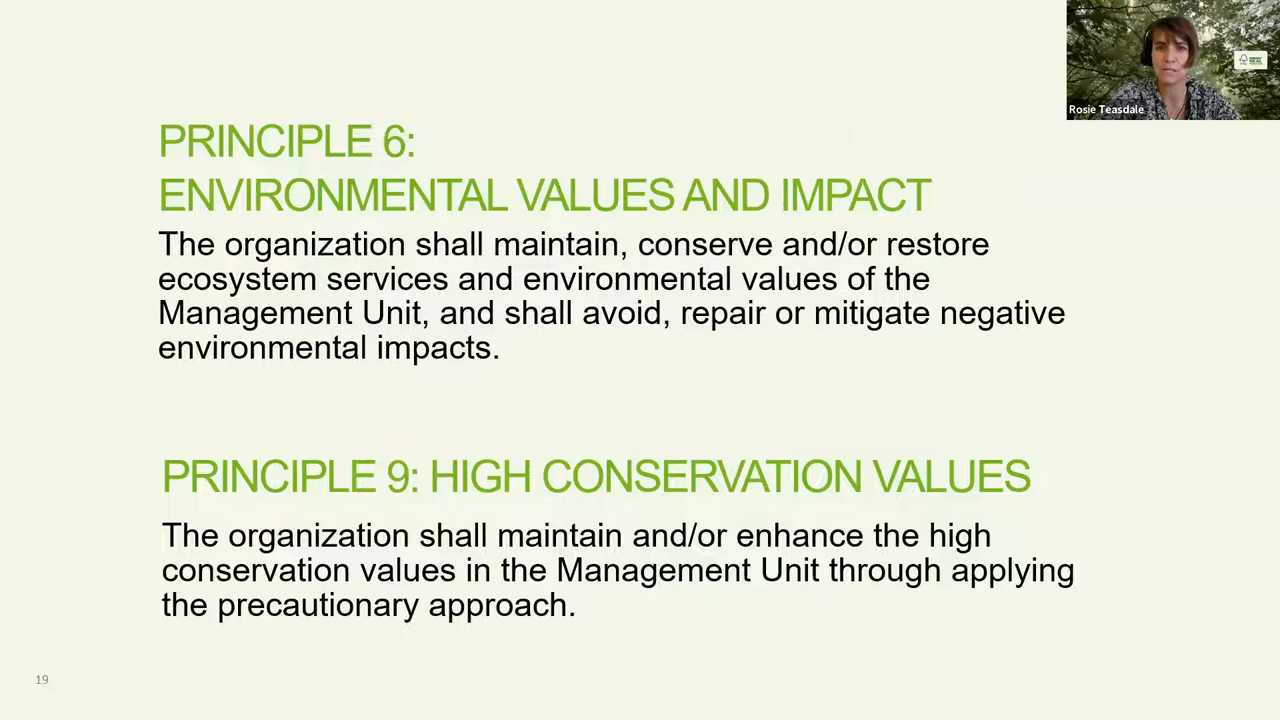 Rosie Teasdale
PRINCIPLE 6:
ENVIRONMENTAL VALUES AND IMPACT
The organization shall maintain, conserve and/or restore
ecosystem services and environmental values of the
Management Unit, and shall avoid, repair or mitigate negative
environmental impacts.
PRINCIPLE 9: HIGH CONSERVATION VALUES
The organization shall maintain and/or enhance the high
conservation values in the Management Unit through applying
the precautionary approach.
19